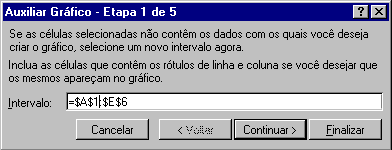 Auxiliar Gráfico - Etapa 1 de 5
Se as células selecionadas não contêm os dados com os quais você deseja
criar o gráfico, selecione um novo intervalo agora.
Inclua as células que contêm os rótulos de linha e coluna se você desejar que
os mesmos apareçam no gráfico.
Intervalo: =$A$1:$E$6
Cancelar < Voltar Continuar > Finalizar